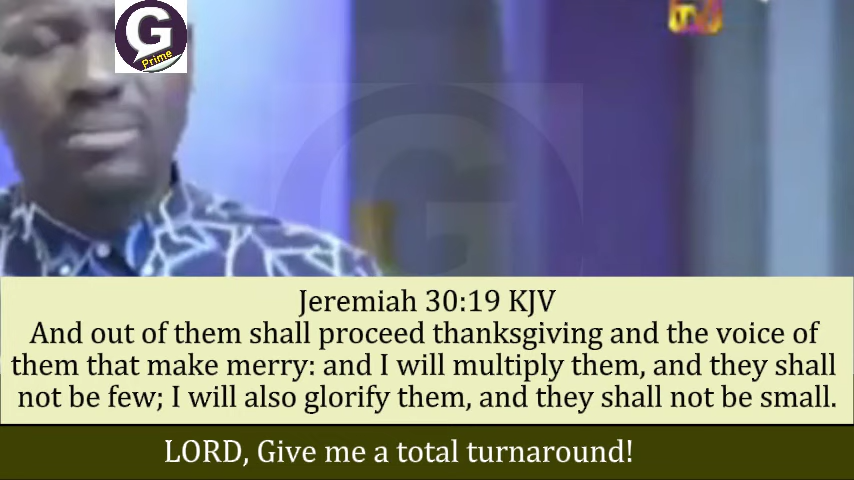 G
Prime
tv
G
Jeremiah 30:19 KJV
And out of them shall proceed thanksgiving and the voice of
them that make merry: and I will multiply them, and they shall
not be few; I will also glorify them, and they shall not be small.
LORD, Give me a total turnaround!